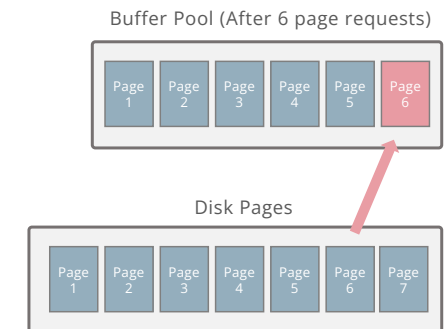 Buffer Pool (After 6 page requests)
Page Page Page Page Page Page
1 2 3 4 5 6
Disk Pages
Page Page Page Page Page Page Page
1 2 3 4 5 6 7